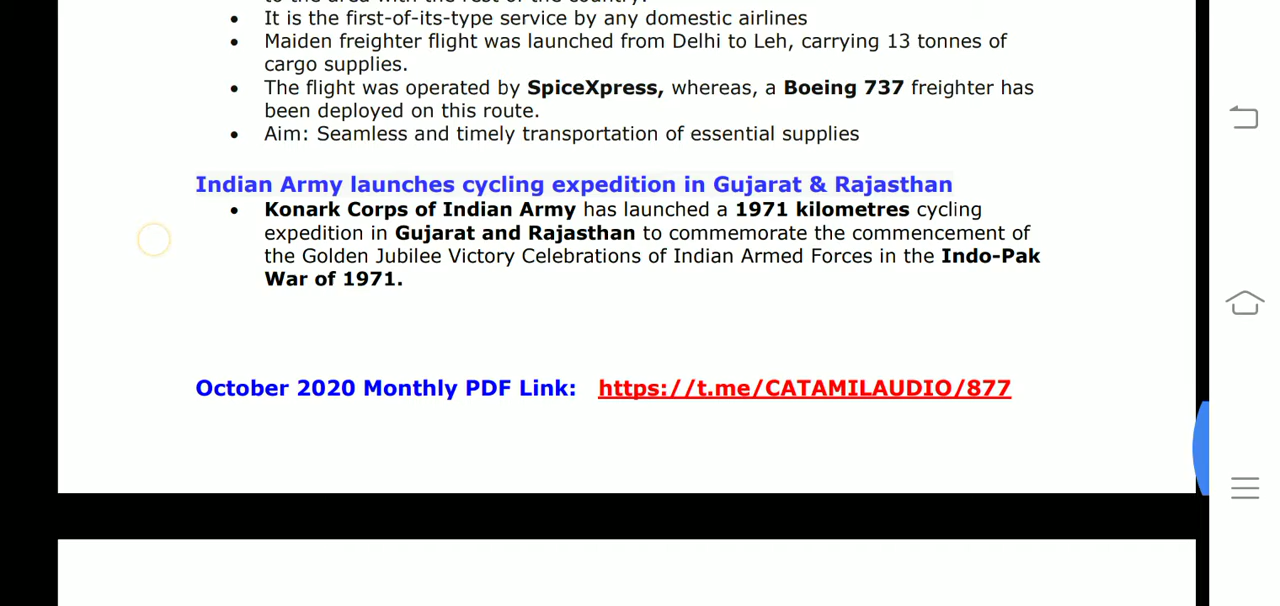 • It is the first-of-its-type service by any domestic airlines
• Maiden freighter flight was launched from Delhi to Leh, carrying 13 tonnes of
cargo supplies.
• The flight was operated by SpiceXpress, whereas, a Boeing 737 freighter has
been deployed on this route.
• Aim: Seamless and timely transportation of essential supplies
Indian Army launches cycling expedition in Gujarat & Rajasthan
• Konark Corps of Indian Army has launched a 1971 kilometres cycling
expedition in Gujarat and Rajasthan to commemorate the commencement of
the Golden Jubilee Victory Celebrations of Indian Armed Forces in the Indo-Pak
War of 1971.
October 2020 Monthly PDF Link: https://t.me/CATAMILAUDIO/877